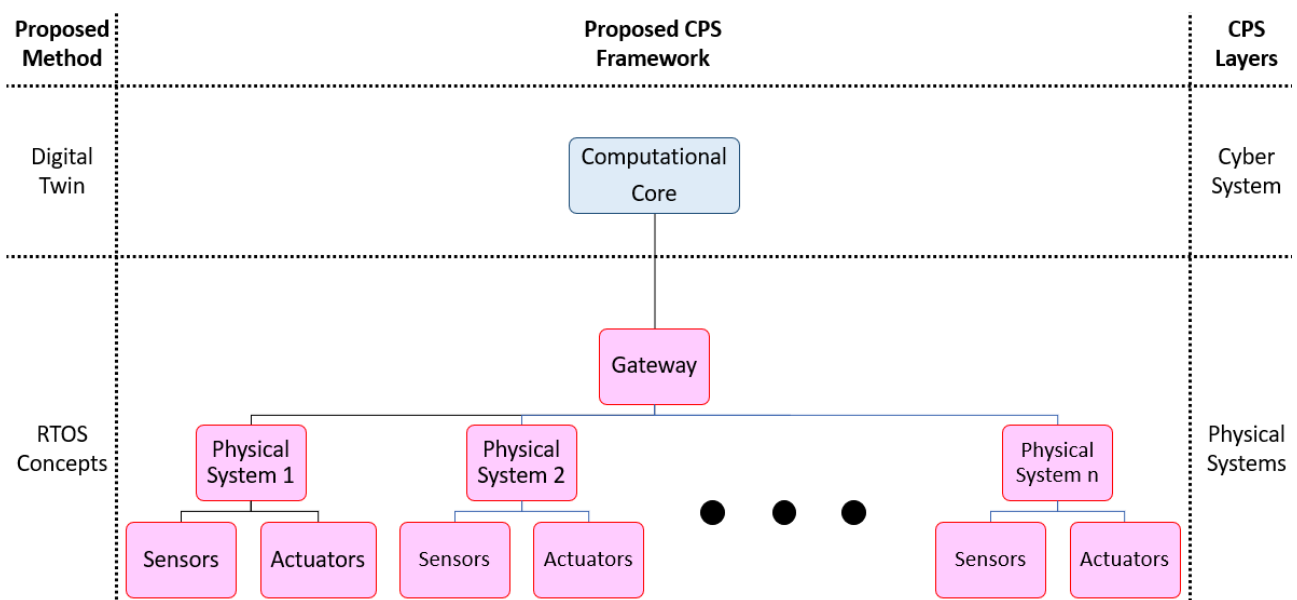 Proposed
Method
Proposed CPS
Framework
CPS
Layers
Digital
Twin
Computational
Core
Cyber
System
Gateway
RTOS
Concepts
Physical
System 1
Physical
System 2
Physical
System n
Physical
Systems
Sensors
Actuators
Sensors
Actuators
Sensors
Actuators